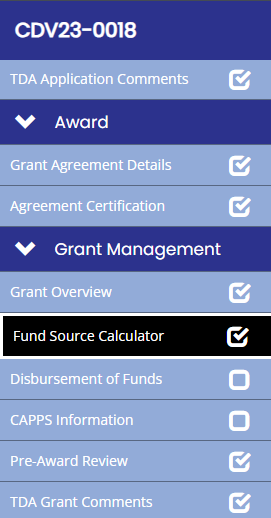 CDV23-0018
TDA Application Comments
Award
Grant Agreement Details
Agreement Certification
Grant Management
Grant Overview
Fund Source Calculator
Disbursement of Funds
CAPPS Information
Pre-Award Review
TDA Grant Comments